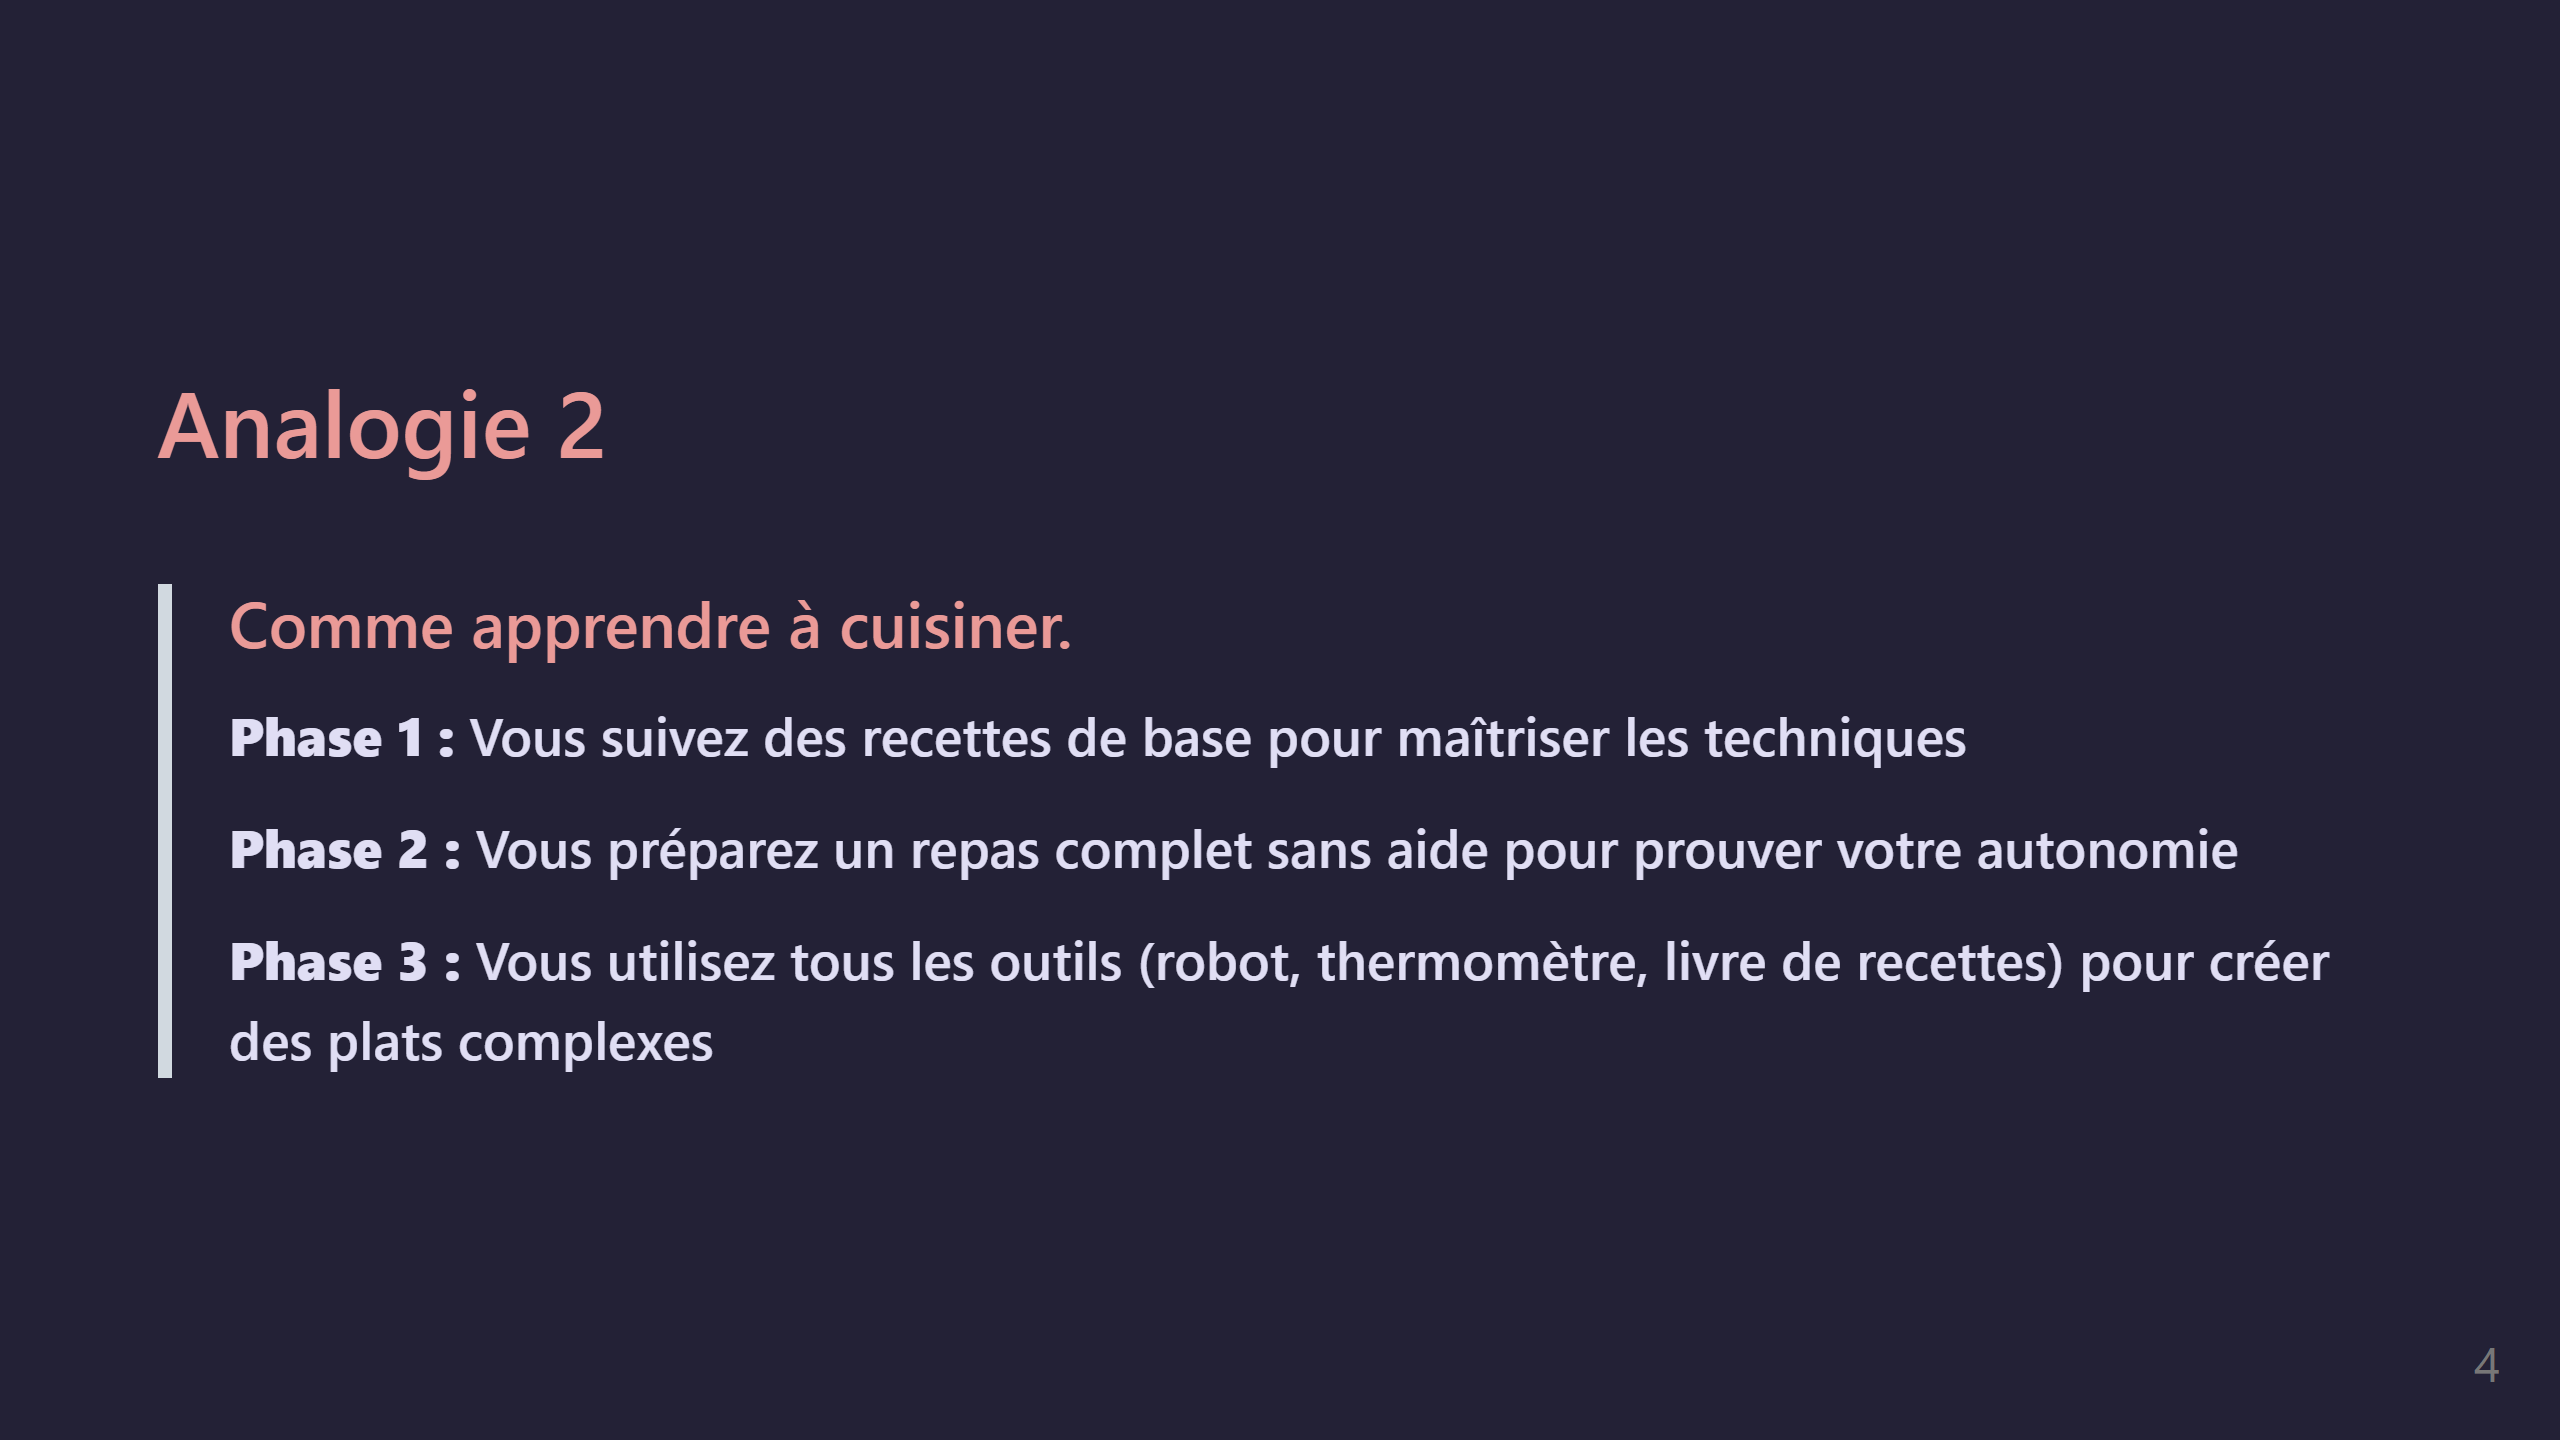 Analogie 2
Comme apprendre à cuisiner.
Phase 1 : Vous suivez des recettes de base pour maîtriser les techniques
Phase 2 : Vous préparez un repas complet sans aide pour prouver votre autonomie
Phase 3 : Vous utilisez tous les outils (robot, thermomètre, livre de recettes) pour créer
des plats complexes
4